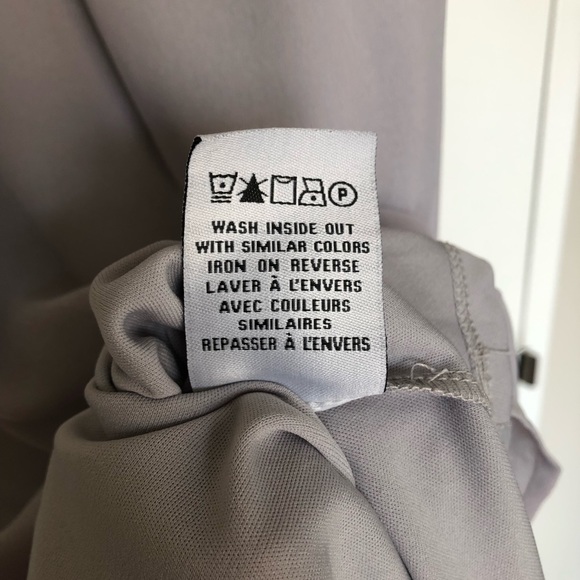 P
WASH INSIDE OUT
WITH SIMILAR COLORS
IRON ON REVERSE
LAVER À L'ENVERS
AVEC COULEURS
SIMILAIRES
REPASSER À L'ENVERS